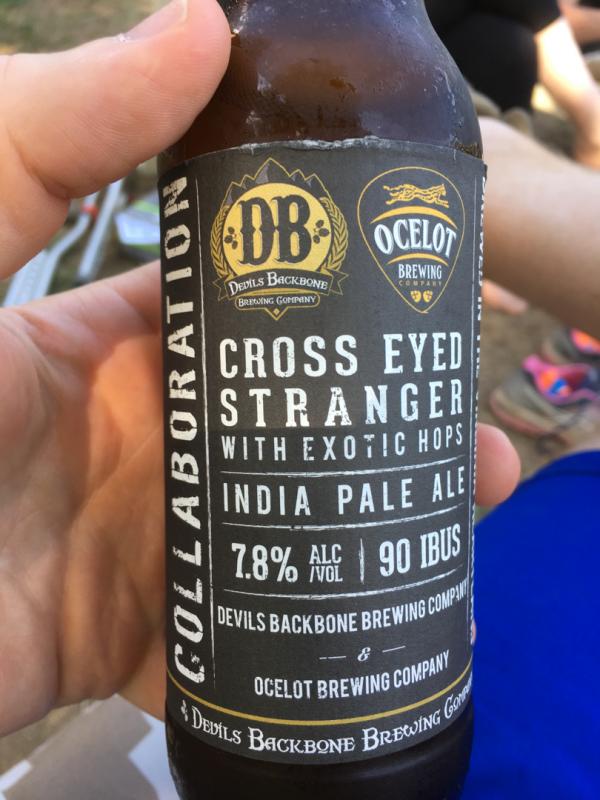 COLLABORATION
DB
DEVILS BACKBONE
BREWING COMPANY
OCELOT
BREWING
COMPANY
CROSS EYED
STRANGER
WITH EXOTIC HOPS
INDIA PALE ALE
7.8% ALC /VOL | 90 IBUS
DEVILS BACKBONE BREWING COMPANY
— & —
OCELOT BREWING COMPANY
DEVILS BACKBONE BREWING COMPANY